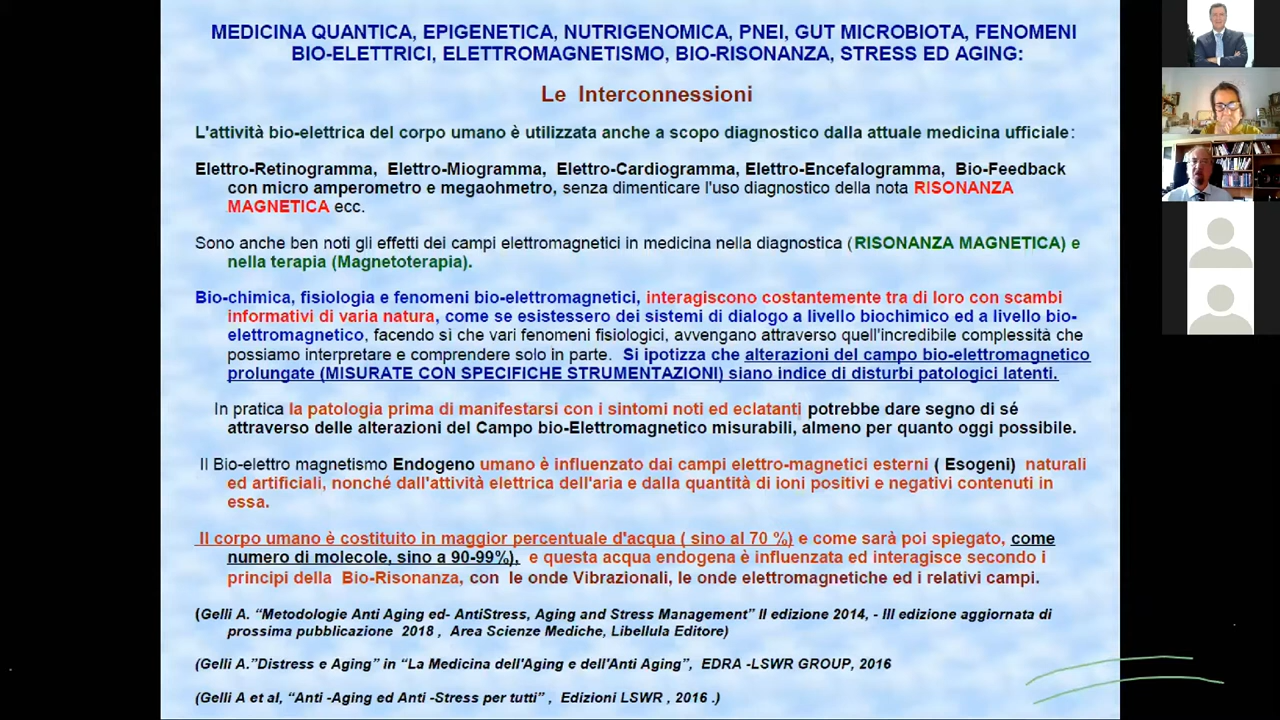 MEDICINA QUANTICA, EPIGENETICA, NUTRIGENOMICA, PNEI, GUT MICROBIOTA, FENOMENI
BIO-ELETTRICI, ELETTROMAGNETISMO, BIO-RISONANZA, STRESS ED AGING:
Le Interconnessioni
L'attività bio-elettrica del corpo umano è utilizzata anche a scopo diagnostico dalla attuale medicina ufficiale:
Elettro-Retinogramma, Elettro-Miogramma, Elettro-Cardiogramma, Elettro-Encefalogramma, Bio-Feedback
con micro amperometro e megaohmetro, senza dimenticare l'uso diagnostico della nota RISONANZA
MAGNETICA ecc.
Sono anche ben noti gli effetti dei campi elettromagnetici in medicina nella diagnostica (RISONANZA MAGNETICA) e
nella terapia (Magnetoterapia).
Bio-chimica, fisiologia e fenomeni bio-elettromagnetici, interagiscono costantemente tra di loro con scambi
informativi di varia natura, come se esistessero dei sistemi di dialogo a livello biochimico ed a livello bio-
elettromagnetico, facendo sì che vari fenomeni fisiologici, avvengano attraverso quell'incredibile complessità che
possiamo interpretare e comprendere solo in parte. Si ipotizza che alterazioni del campo bio-elettromagnetico
prolungate (MISURATE CON SPECIFICHE STRUMENTAZIONI) siano indice di disturbi patologici latenti.
In pratica la patologia prima di manifestarsi con i sintomi noti ed eclatanti potrebbe dare segno di sé
attraverso delle alterazioni del Campo bio-Elettromagnetico misurabili, almeno per quanto oggi possibile.
Il Bio-elettro magnetismo Endogeno umano è influenzato dai campi elettro-magnetici esterni ( Esogeni) naturali
ed artificiali, nonché dall'attività elettrica dell'aria e dalla quantità di ioni positivi e negativi contenuti in
essa.
Il corpo umano è costituito in maggior percentuale d'acqua ( sino al 70 %) e come sarà poi spiegato, come
numero di molecole, sino a 90-99%), e questa acqua endogena è influenzata ed interagisce secondo i
principi della Bio-Risonanza, con le onde Vibrazionali, le onde elettromagnetiche ed i relativi campi.
(Gelli A. "Metodologie Anti Aging ed- AntiStress, Aging and Stress Management" II edizione 2014, - III edizione aggiornata di
prossima pubblicazione 2018 , Area Scienze Mediche, Libellula Editore)
(Gelli A."Distress e Aging" in "La Medicina dell'Aging e dell'Anti Aging", EDRA -LSWR GROUP, 2016
(Gelli A et al, "Anti -Aging ed Anti -Stress per tutti" , Edizioni LSWR , 2016 .)